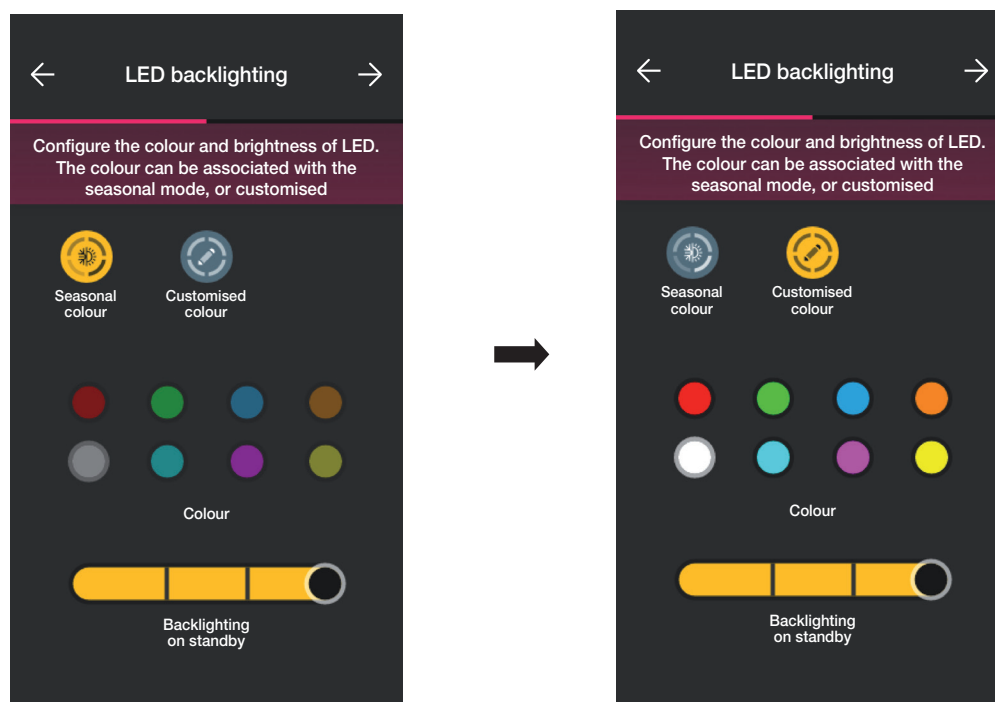 LED backlighting
Configure the colour and brightness of LED.
The colour can be associated with the
seasonal mode, or customised
Seasonal
colour
Customised
colour
Colour
Backlighting
on standby
LED backlighting
Configure the colour and brightness of LED.
The colour can be associated with the
seasonal mode, or customised
Seasonal
colour
Customised
colour
Colour
Backlighting
on standby